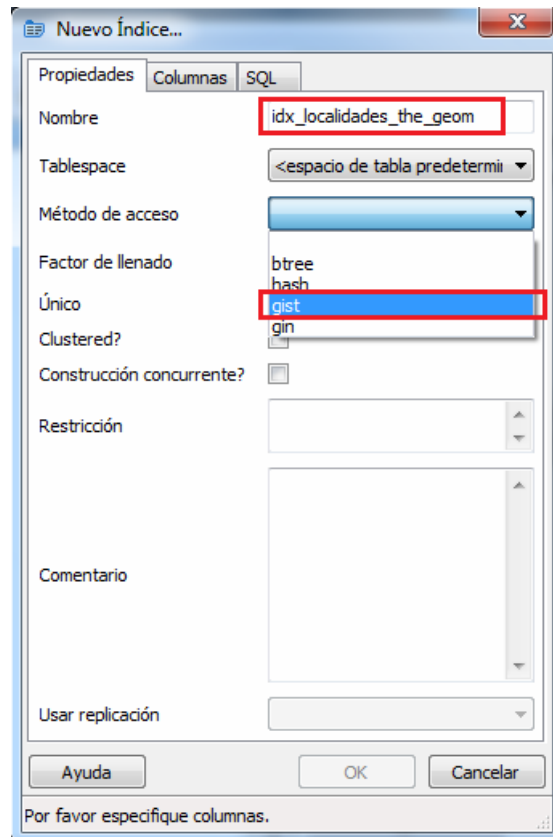 Nuevo Índice...
Propiedades Columnas SQL
Nombre idx_localidades_the_geom
Tablespace <espacio de tabla predetermii
Método de acceso
Factor de llenado btree
hash
Único gist
gin
Clustered?
Construcción concurrente?
Restricción
Comentario
Usar replicación
Ayuda OK Cancelar
Por favor especifique columnas.